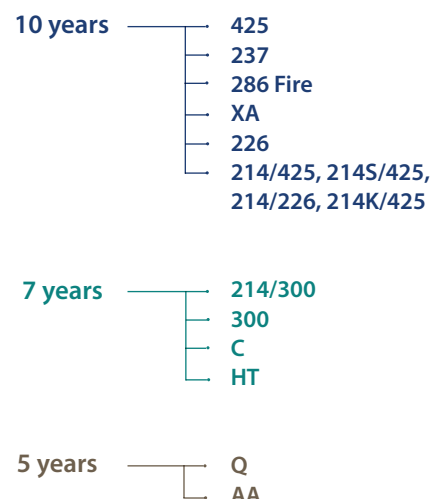 10 years
425
237
286 Fire
XA
226
214/425, 214S/425,
214/226, 214K/425
7 years
214/300
300
C
HT
5 years
Q
AA